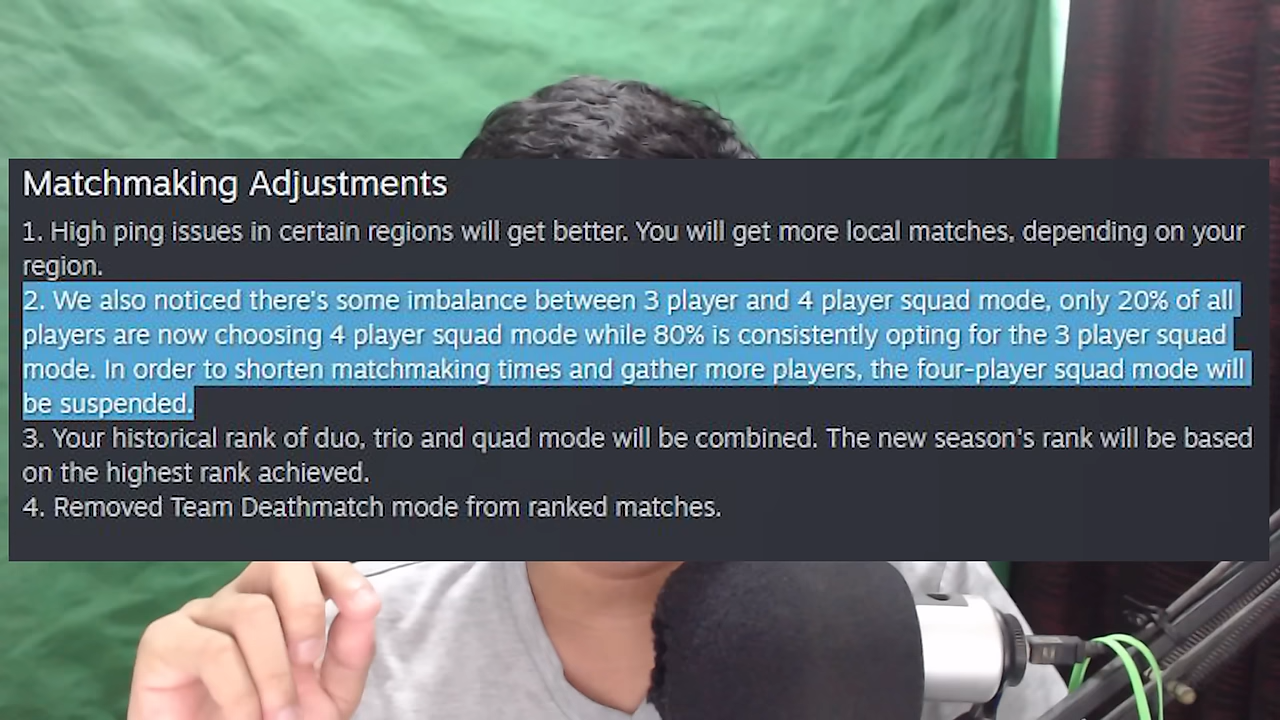 Matchmaking Adjustments
1. High ping issues in certain regions will get better. You will get more local matches, depending on your
region.
2. We also noticed there's some imbalance between 3 player and 4 player squad mode, only 20% of all
players are now choosing 4 player squad mode while 80% is consistently opting for the 3 player squad
mode. In order to shorten matchmaking times and gather more players, the four-player squad mode will
be suspended.
3. Your historical rank of duo, trio and quad mode will be combined. The new season's rank will be based
on the highest rank achieved.
4. Removed Team Deathmatch mode from ranked matches.